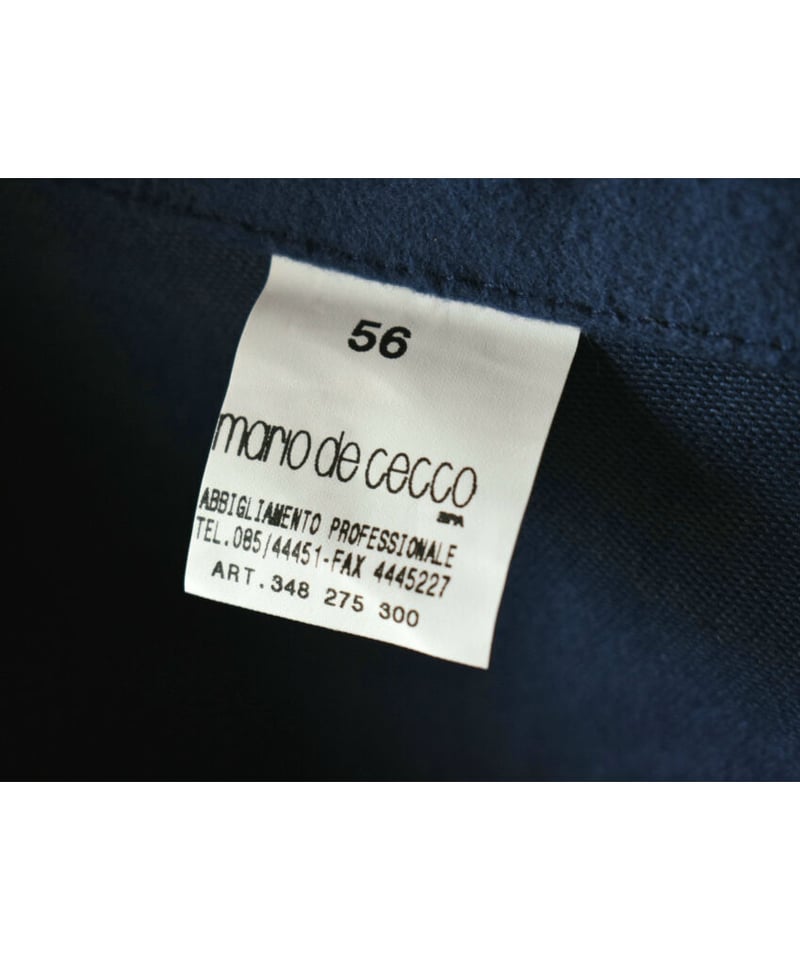 56
mario de cecco
SPA
ABBIGLIAMENTO PROFESSIONALE
TEL.085/44451-FAX 4445227
ART.348 275 300